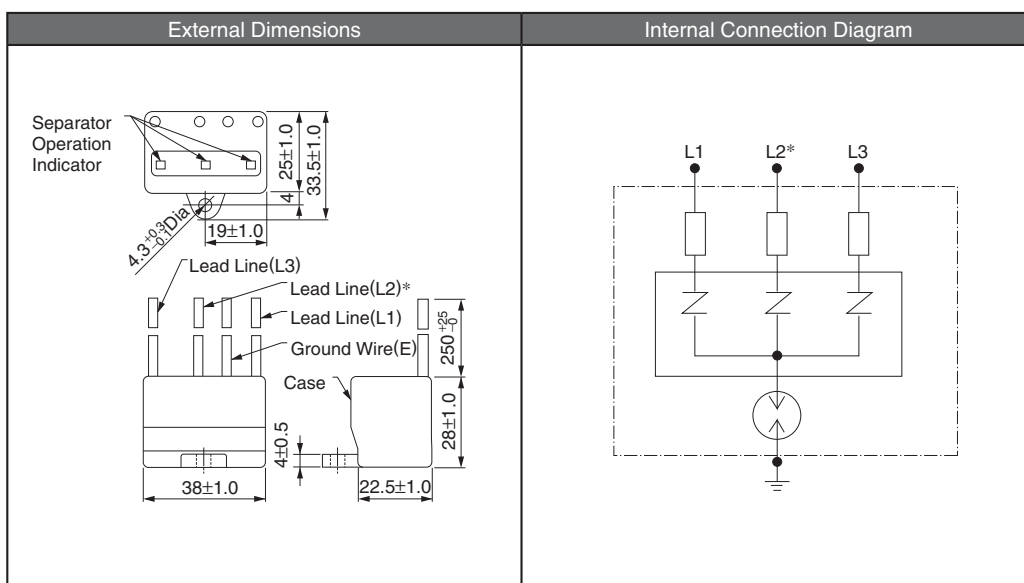 External Dimensions
Internal Connection Diagram
Separator
Operation
Indicator
25±1.0
33.5±1.0
4
4.3+0.3-0.1Dia
19±1.0
Lead Line(L3)
Lead Line(L2)*
Lead Line(L1)
Ground Wire(E)
Case
250+25-0
28±1.0
4±0.5
38±1.0
22.5±1.0
L1
L2*
L3